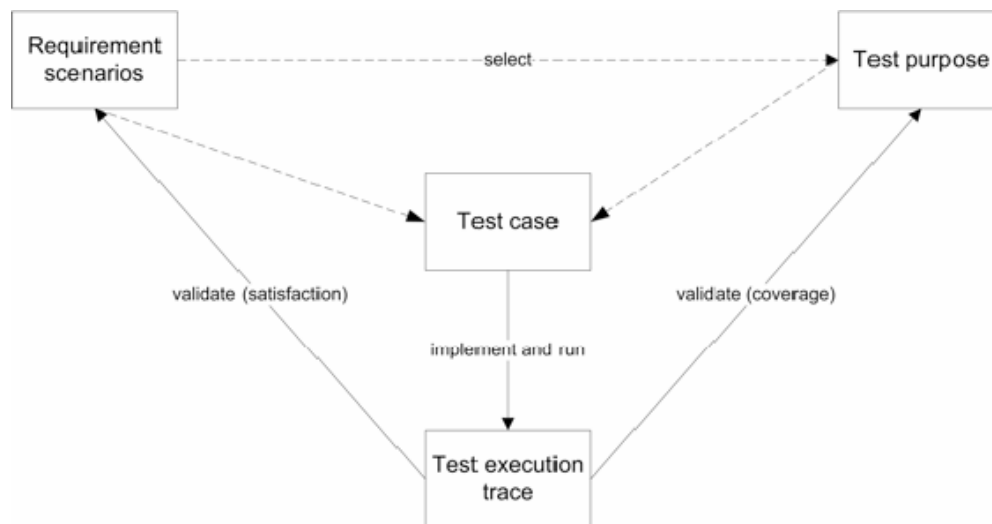 Requirement
scenarios
select
Test purpose
Test case
validate (satisfaction)
validate (coverage)
implement and run
Test execution
trace